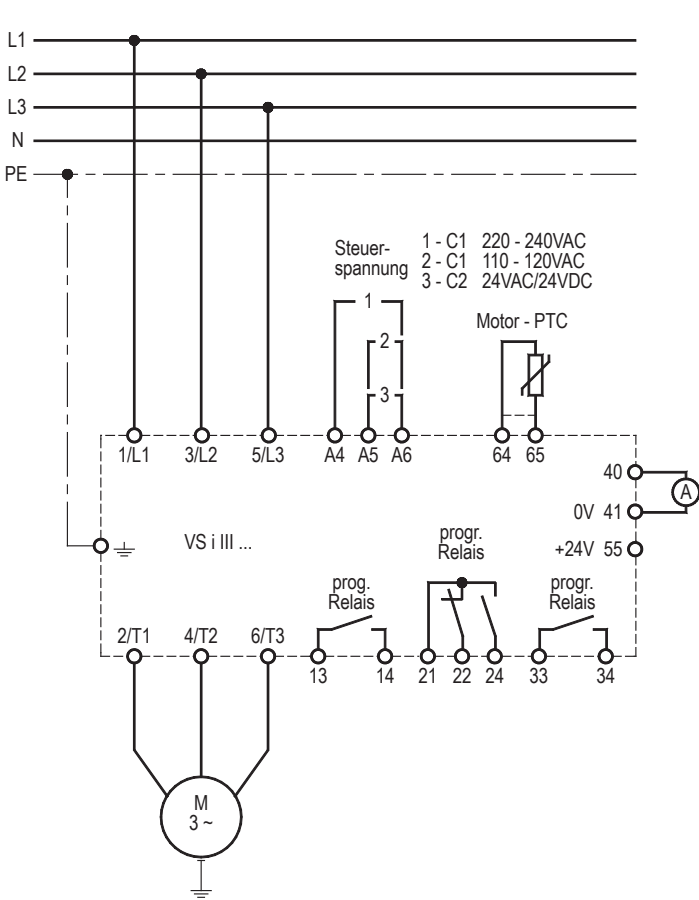 L1
L2
L3
N
PE
Steuer-
spannung
1 - C1 220 - 240VAC
2 - C1 110 - 120VAC
3 - C2 24VAC/24VDC
1
2
3
Motor - PTC
1/L1 3/L2 5/L3 A4 A5 A6 64 65
40
A
0V 41
+24V 55
VS i III ...
progr.
Relais
prog.
Relais
progr.
Relais
2/T1 4/T2 6/T3
13 14 21 22 24 33 34
M
3 ~